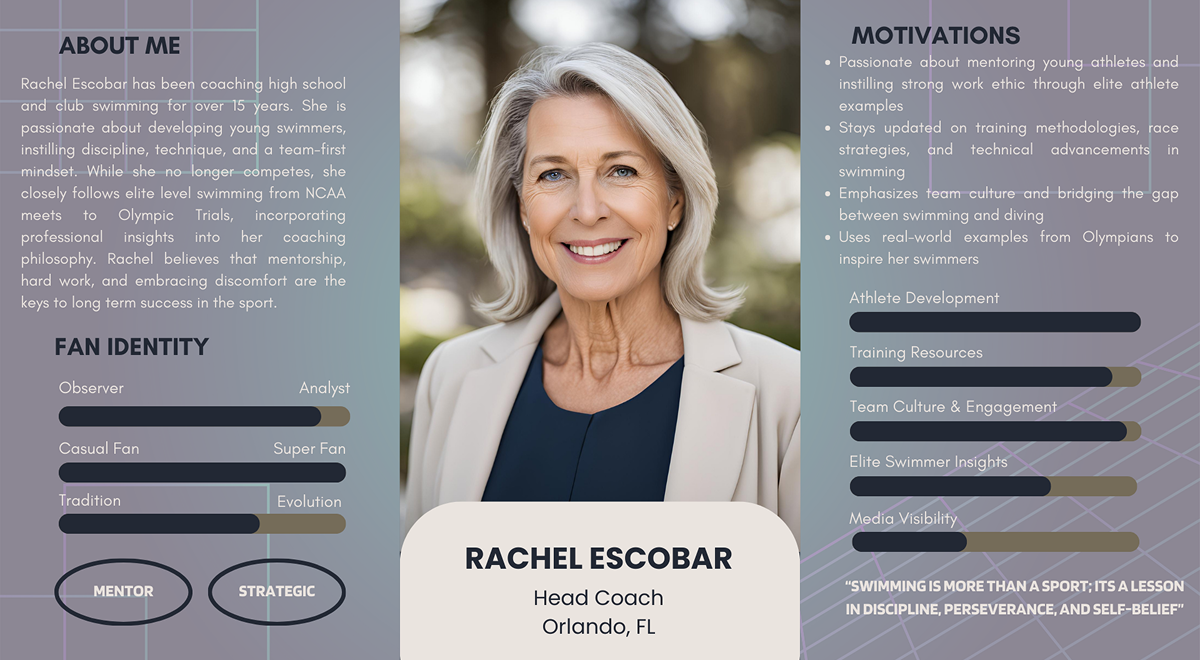 ABOUT ME
Rachel Escobar has been coaching high school
and club swimming for over 15 years. She is
passionate about developing young swimmers,
instilling discipline, technique, and a team-first
mindset. While she no longer competes, she
closely follows elite level swimming from NCAA
meets to Olympic Trials, incorporating
professional insights into her coaching
philosophy. Rachel believes that mentorship,
hard work, and embracing discomfort are the
keys to long term success in the sport.
FAN IDENTITY
Observer Analyst
Casual Fan Super Fan
Tradition Evolution
MENTOR STRATEGIC
RACHEL ESCOBAR
Head Coach
Orlando, FL
MOTIVATIONS
• Passionate about mentoring young athletes and
instilling strong work ethic through elite athlete
examples
• Stays updated on training methodologies, race
strategies, and technical advancements in
swimming
• Emphasizes team culture and bridging the gap
between swimming and diving
• Uses real-world examples from Olympians to
inspire her swimmers
Athlete Development
Training Resources
Team Culture & Engagement
Elite Swimmer Insights
Media Visibility
“SWIMMING IS MORE THAN A SPORT; ITS A LESSON
IN DISCIPLINE, PERSEVERANCE, AND SELF-BELIEF”